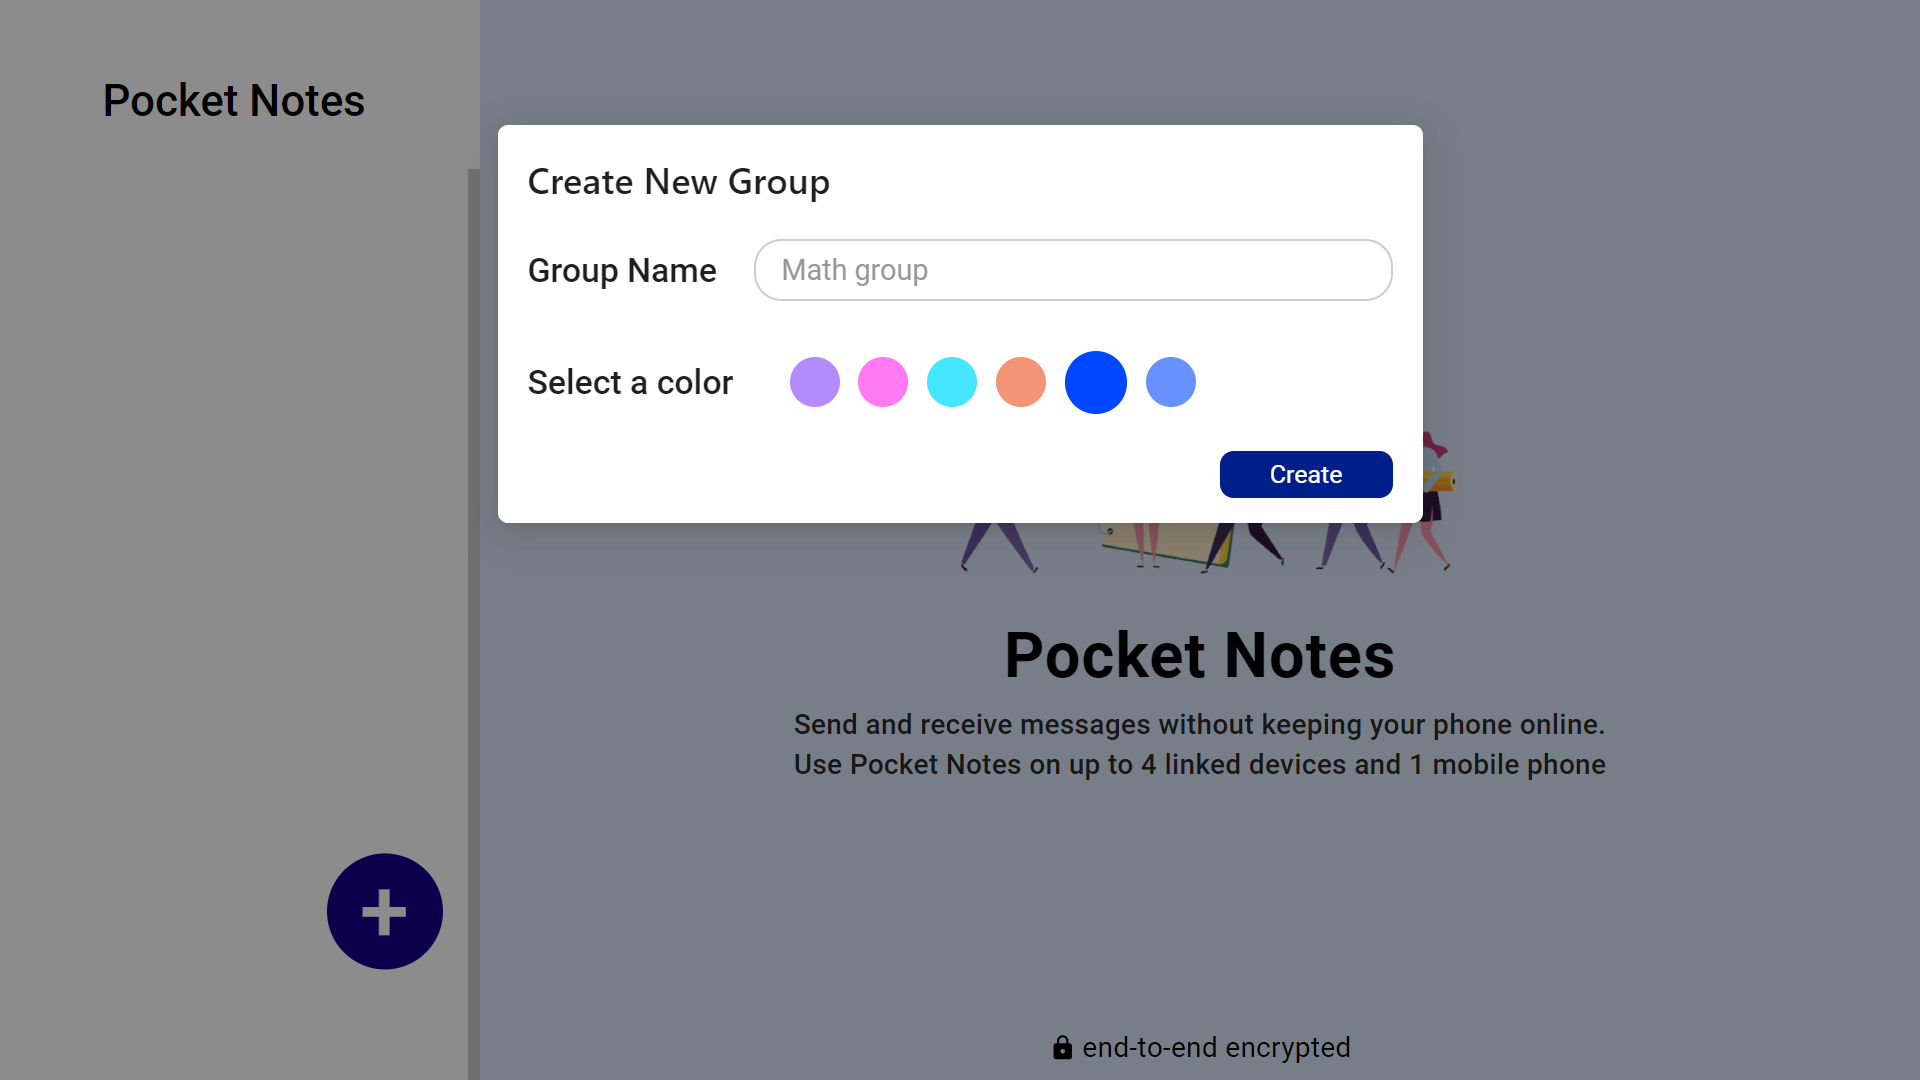 Pocket Notes
Create New Group
Group Name
Math group
Select a color
Create
Pocket Notes
Send and receive messages without keeping your phone online.
Use Pocket Notes on up to 4 linked devices and 1 mobile phone
end-to-end encrypted